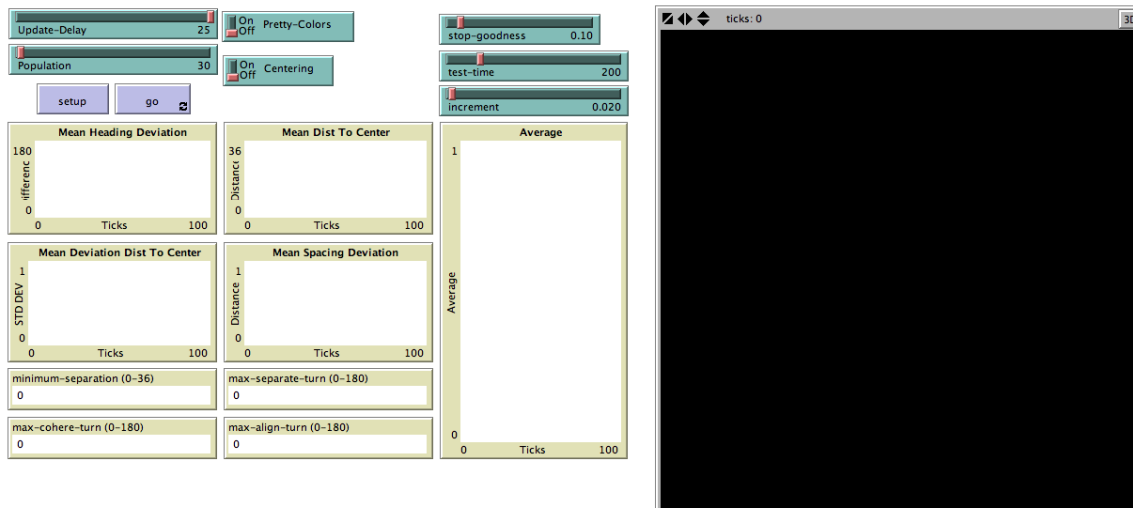 Update-Delay 25
Population 30
setup
go
On
Off
Pretty-Colors
On
Off
Centering
stop-goodness 0.10
test-time 200
increment 0.020
Mean Heading Deviation
180
0
0 Ticks 100
Mean Dist To Center
36
Distance
0
0 Ticks 100
Mean Deviation Dist To Center
1
STD DEV
0
0 Ticks 100
Mean Spacing Deviation
1
Distance
0
0 Ticks 100
Average
1
Average
0
0 Ticks 100
minimum-separation (0-36)
0
max-separate-turn (0-180)
0
max-cohere-turn (0-180)
0
max-align-turn (0-180)
0
ticks: 0
3D